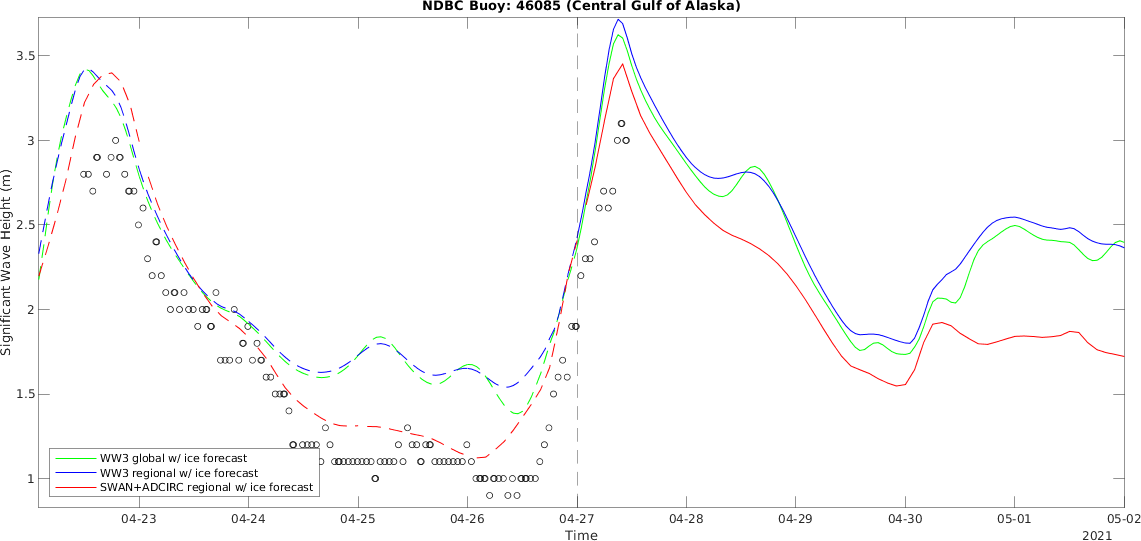 NDBC Buoy: 46085 (Central Gulf of Alaska)
Significant Wave Height (m)
3.5
3
2.5
2
1.5
1
WW3 global w/ ice forecast
WW3 regional w/ ice forecast
SWAN+ADCIRC regional w/ ice forecast
04-23 04-24 04-25 04-26 04-27 04-28 04-29 04-30 05-01 05-02
Time
2021